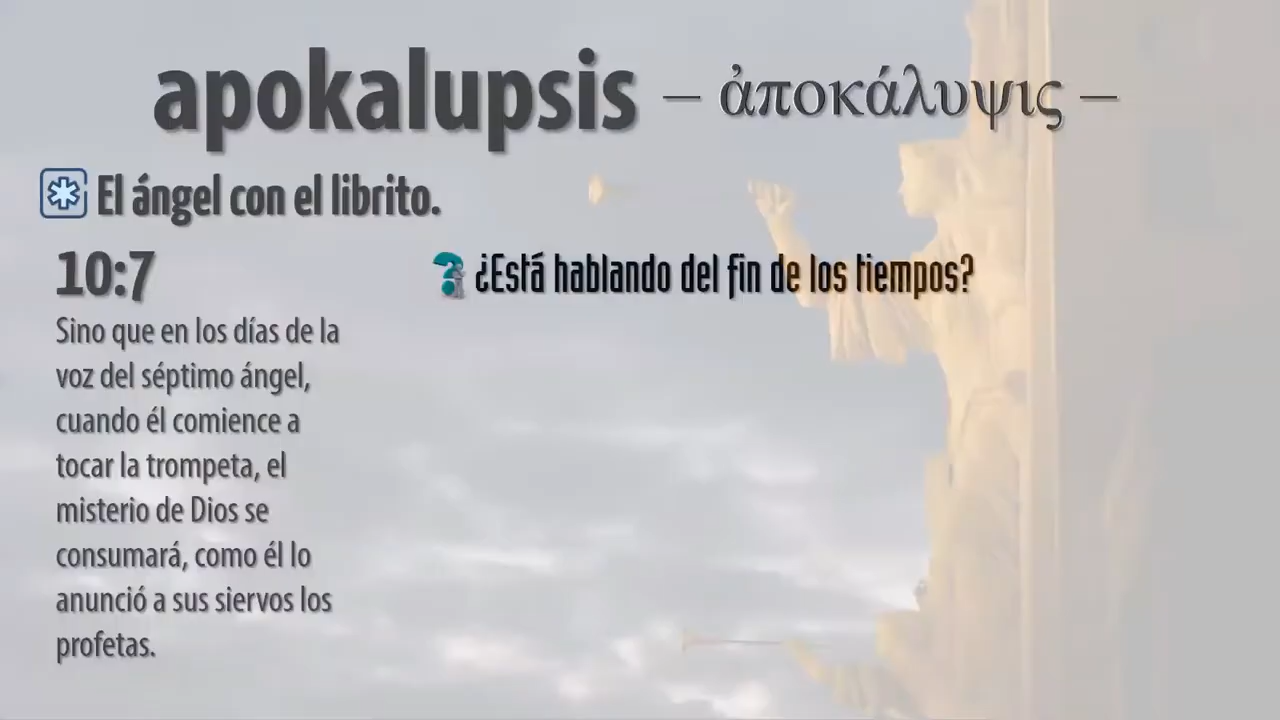 apokalupsis – ἀποκάλυψις –
El ángel con el librito.
10:7
¿Está hablando del fin de los tiempos?
Sino que en los días de la
voz del séptimo ángel,
cuando él comience a
tocar la trompeta, el
misterio de Dios se
consumará, como él lo
anunció a sus siervos los
profetas.